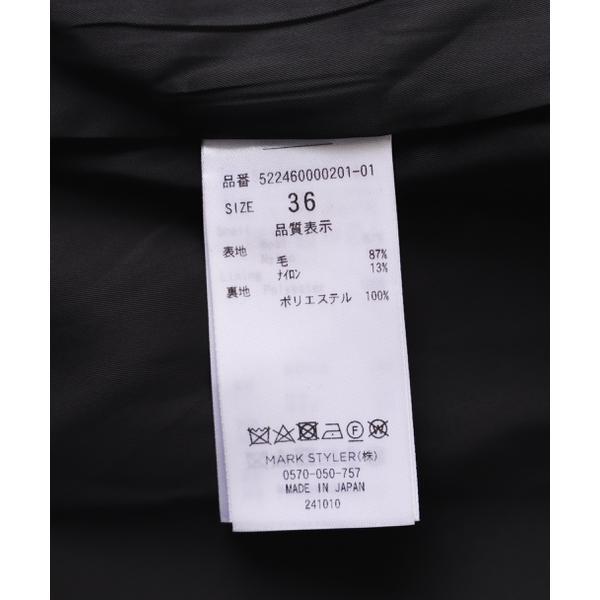 品番 522460000201-01
SIZE 36
品質表示
表地
毛 87%
ﾅｲﾛﾝ 13%
裏地
ポリエステル 100%
MARK STYLER(株)
0570-050-757
MADE IN JAPAN
241010